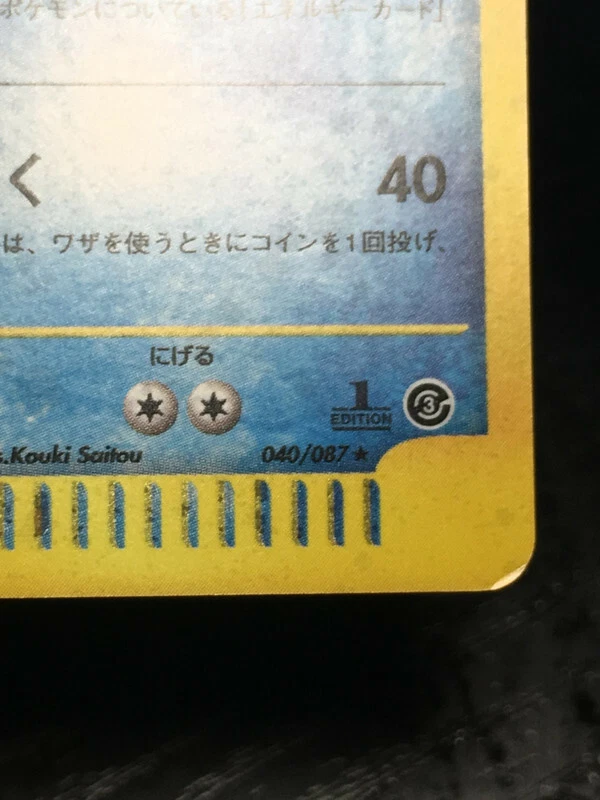 ポケモンについている「エネルギーカード」
く 40
は、ワザを使うときにコインを1回投げ、
にげる
1
EDITION
3
s.Kouki Saitou 040/087★